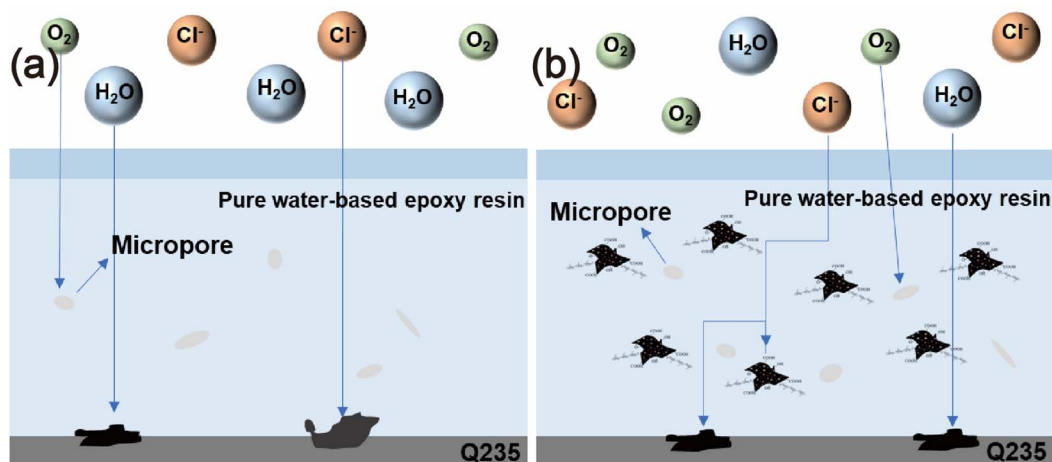 (a)
O₂
Cl⁻
Cl⁻
O₂
H₂O
H₂O
H₂O
Pure water-based epoxy resin
Micropore
Q235
(b)
O₂
H₂O
O₂
Cl⁻
Cl⁻
O₂
Cl⁻
H₂O
Pure water-based epoxy resin
Micropore
Q235